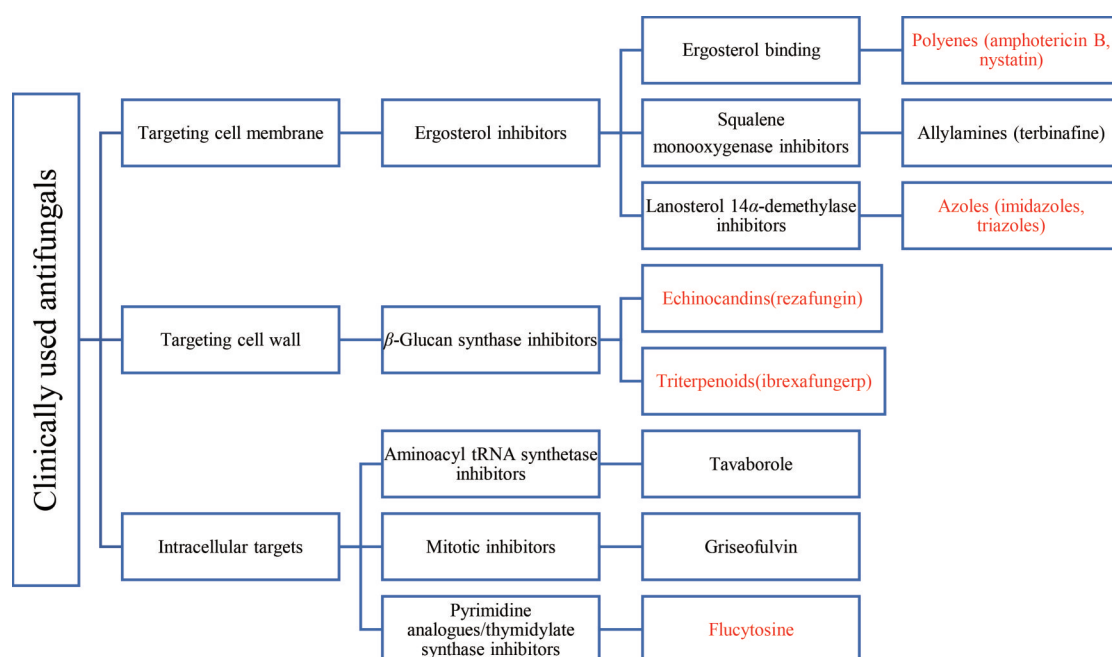 Clinically used antifungals
Targeting cell membrane
Ergosterol inhibitors
Ergosterol binding
Polyenes (amphotericin B,
nystatin)
Squalene
monooxygenase inhibitors
Allylamines (terbinafine)
Lanosterol 14α-demethylase
inhibitors
Azoles (imidazoles,
triazoles)
Targeting cell wall
β-Glucan synthase inhibitors
Echinocandins(rezafungin)
Triterpenoids(ibrexafungerp)
Intracellular targets
Aminoacyl tRNA synthetase
inhibitors
Tavaborole
Mitotic inhibitors
Griseofulvin
Pyrimidine
analogues/thymidylate
synthase inhibitors
Flucytosine